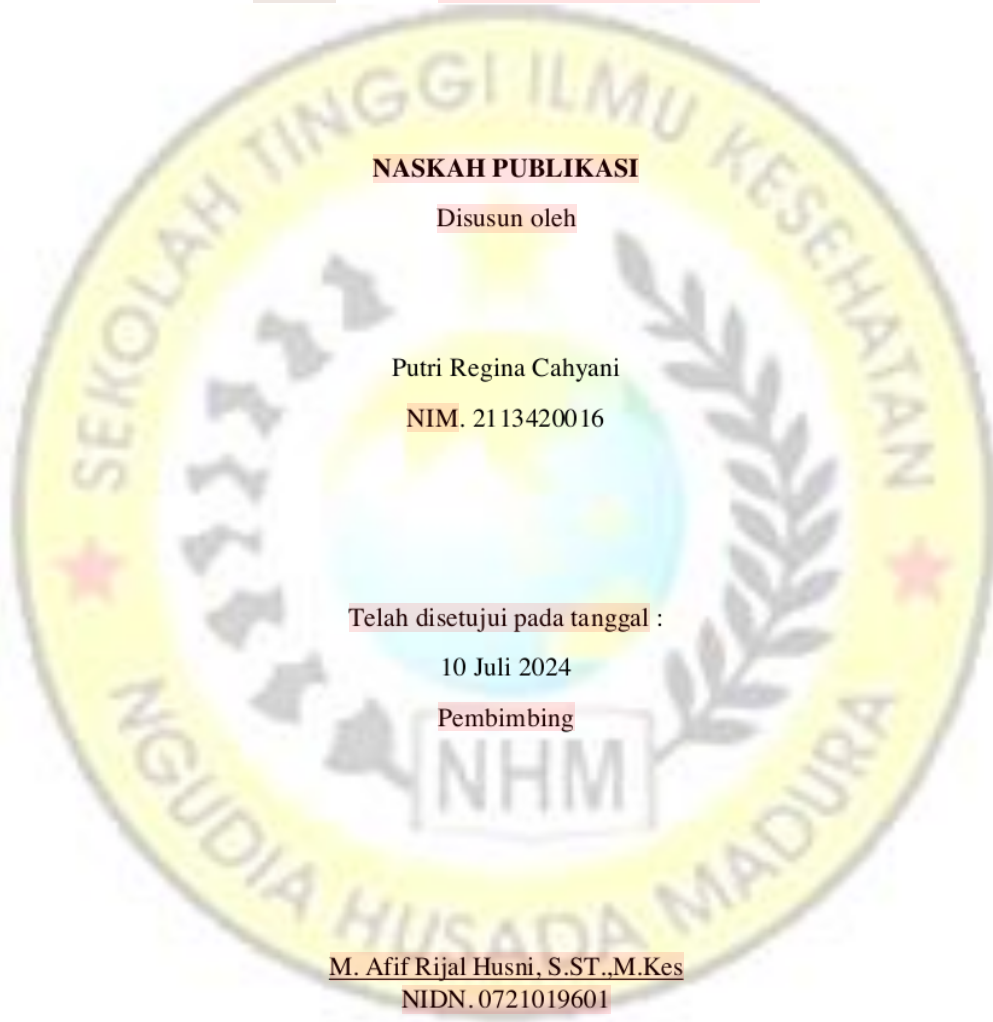 SEKOLAH TINGGI ILMU KESEHATAN
NASKAH PUBLIKASI
Disusun oleh
Putri Regina Cahyani
NIM. 2113420016
Telah disetujui pada tanggal :
10 Juli 2024
Pembimbing
NHM
NGUDIA HUSADA MADURA
M. Afif Rijal Husni, S.ST.,M.Kes
NIDN. 0721019601